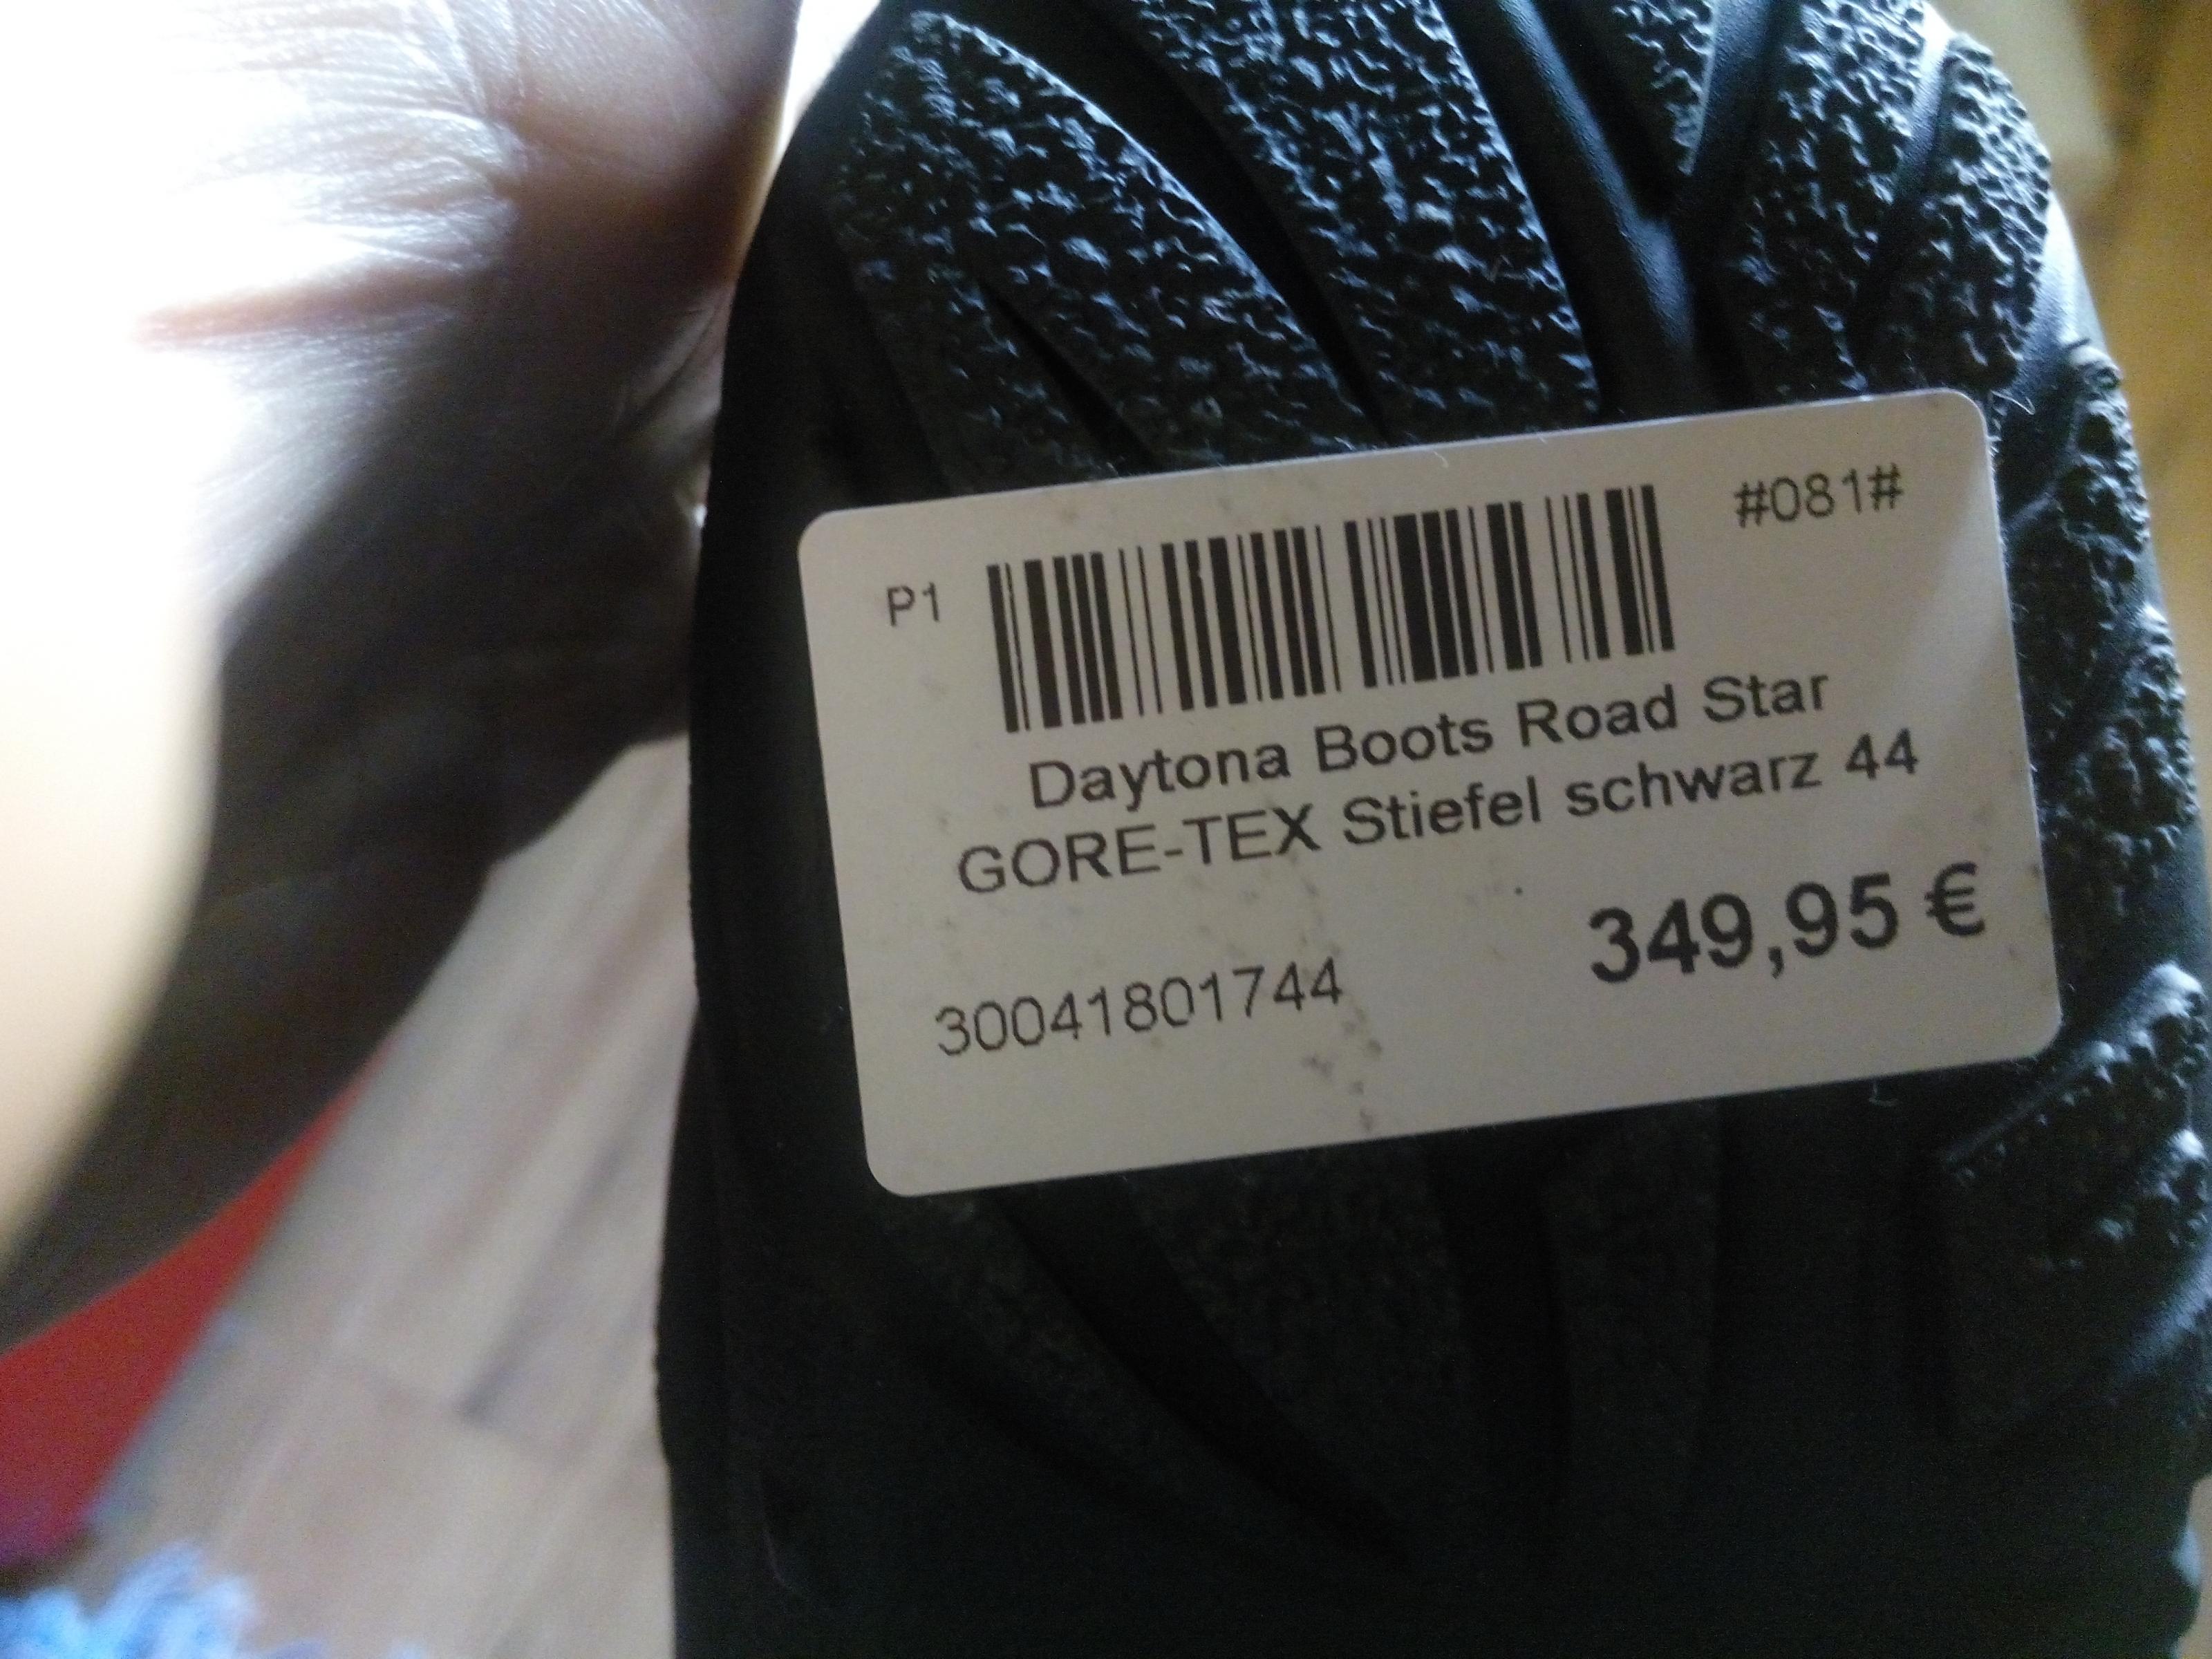 P1
#081#
Daytona Boots Road Star
GORE-TEX Stiefel schwarz 44
349,95 €
30041801744